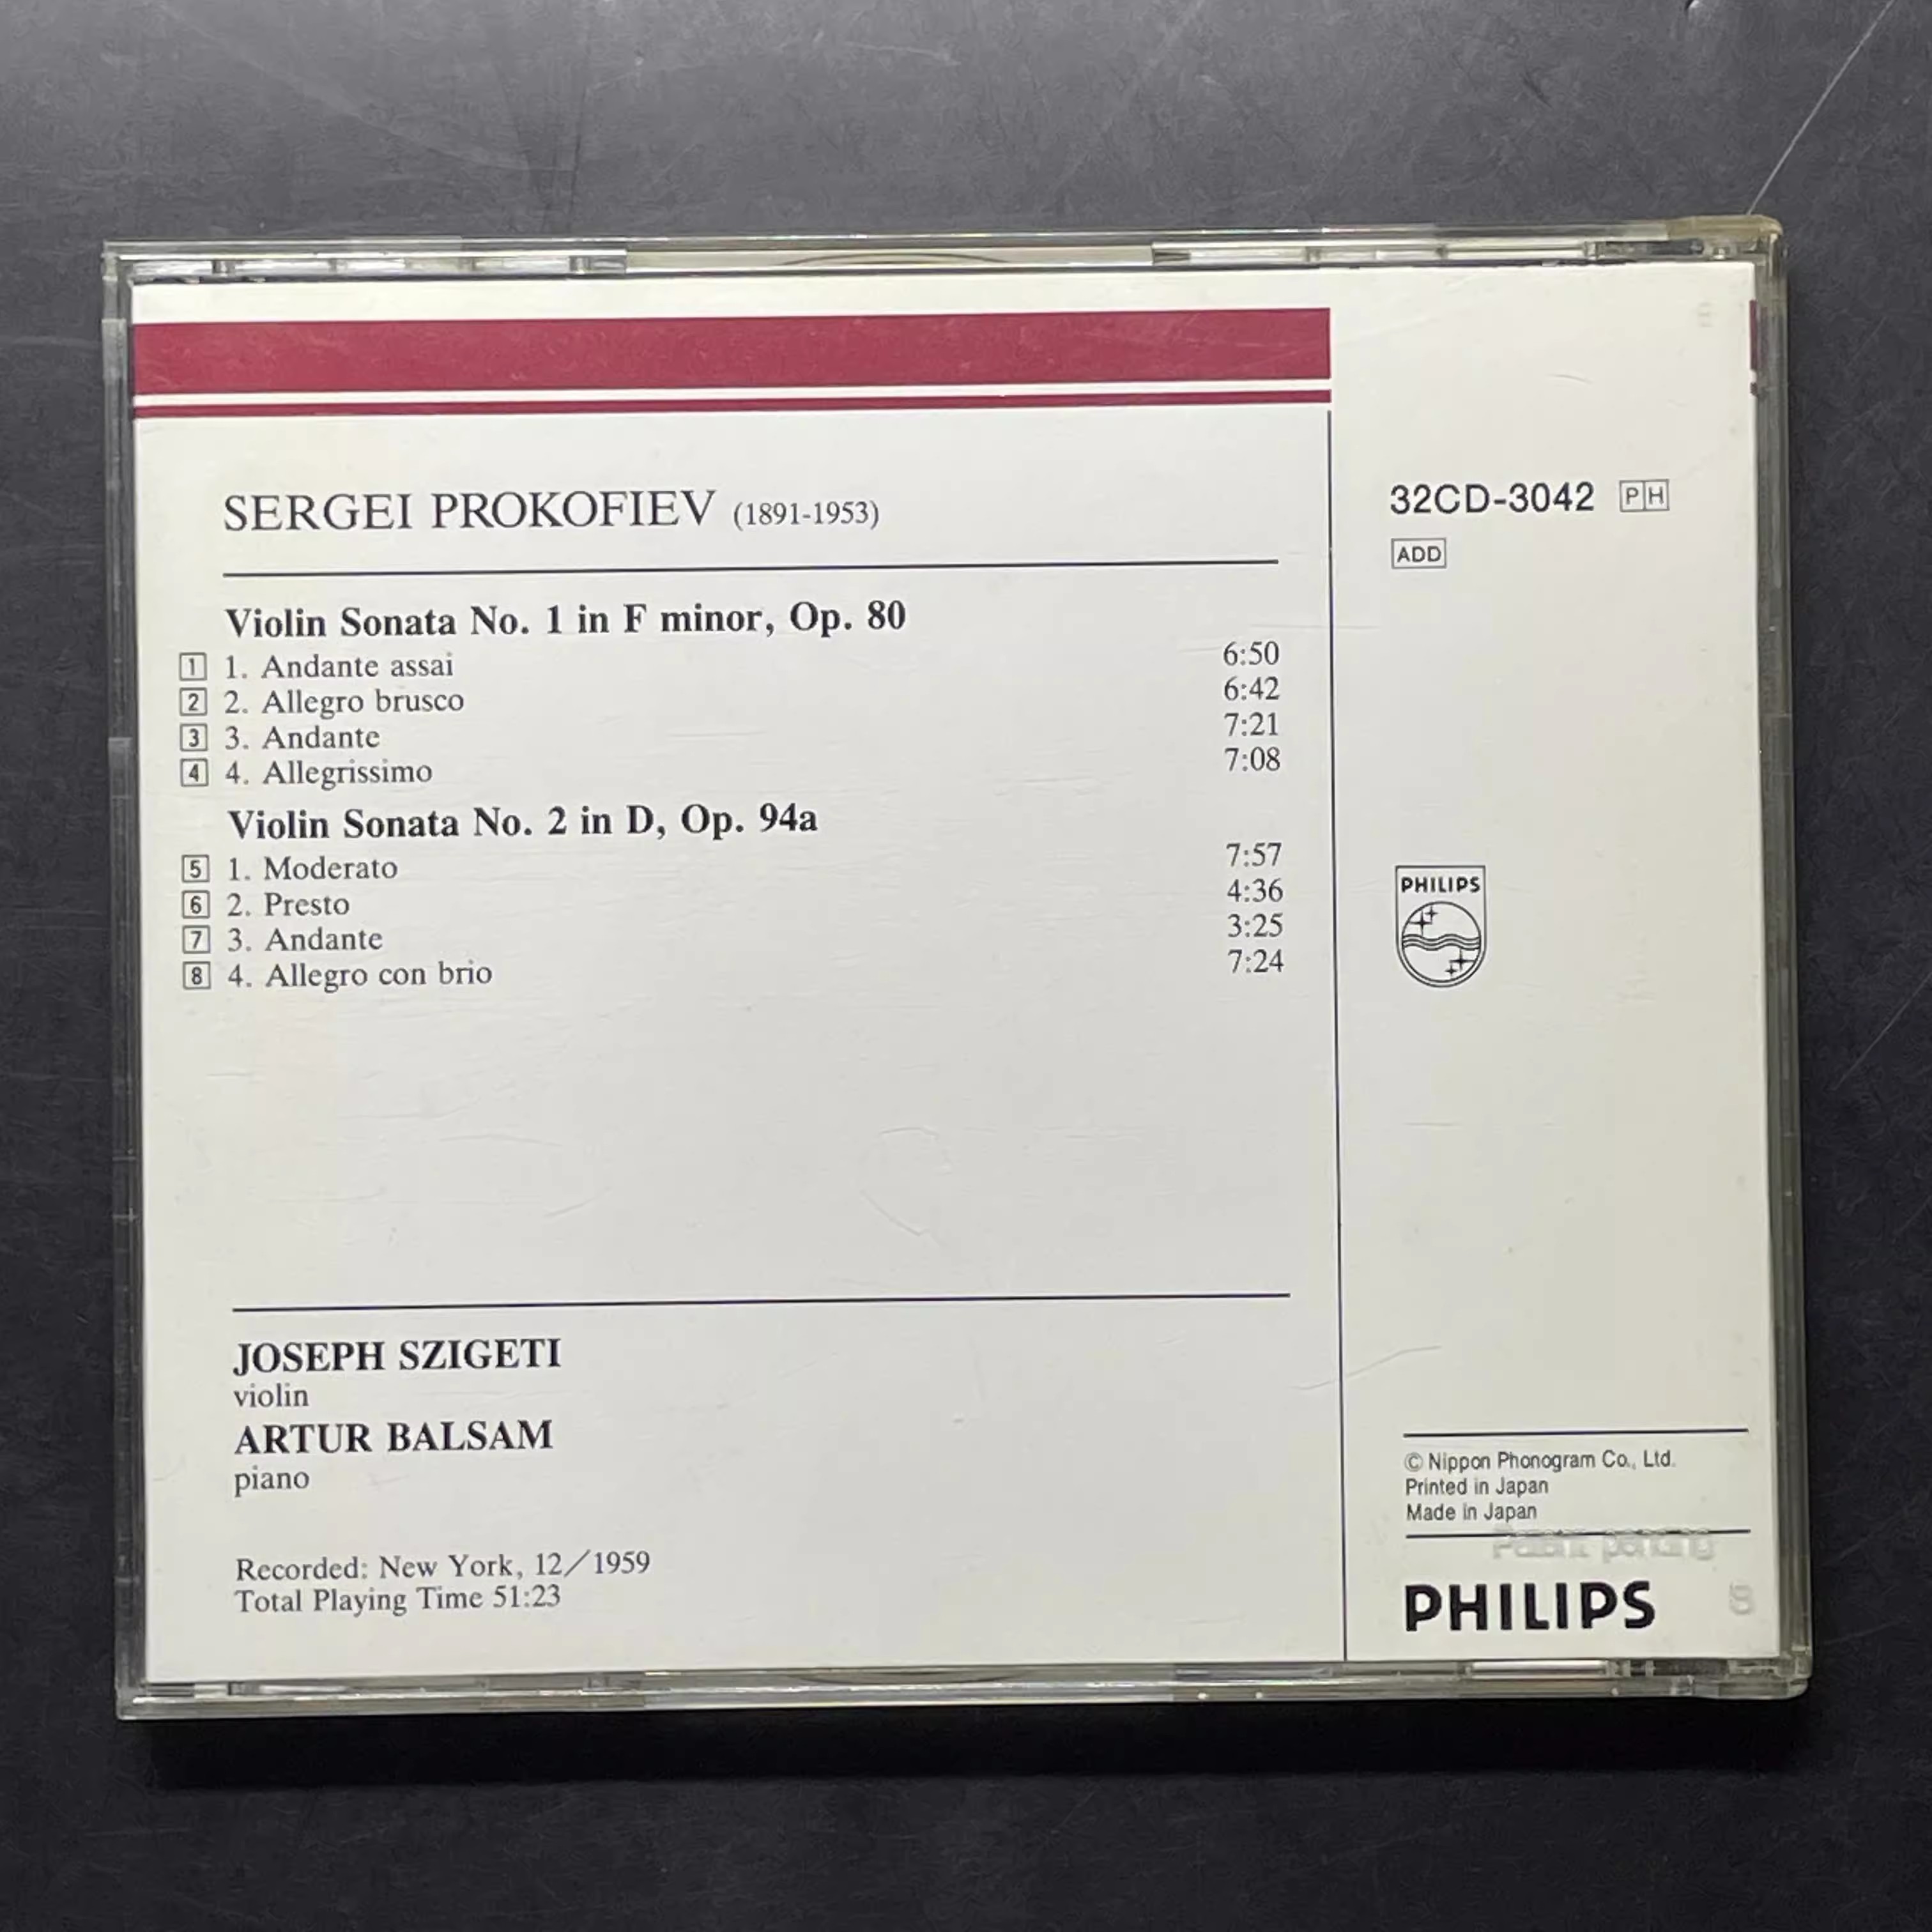 SERGEI PROKOFIEV (1891-1953)
Violin Sonata No. 1 in F minor, Op. 80
1 1. Andante assai 6:50
2 2. Allegro brusco 6:42
3 3. Andante 7:21
4 4. Allegrissimo 7:08
Violin Sonata No. 2 in D, Op. 94a
5 1. Moderato 7:57
6 2. Presto 4:36
7 3. Andante 3:25
8 4. Allegro con brio 7:24
JOSEPH SZIGETI
violin
ARTUR BALSAM
piano
Recorded: New York, 12/1959
Total Playing Time 51:23
32CD-3042 PH
ADD
PHILIPS
© Nippon Phonogram Co., Ltd.
Printed in Japan
Made in Japan
Patent pending
PHILIPS
8